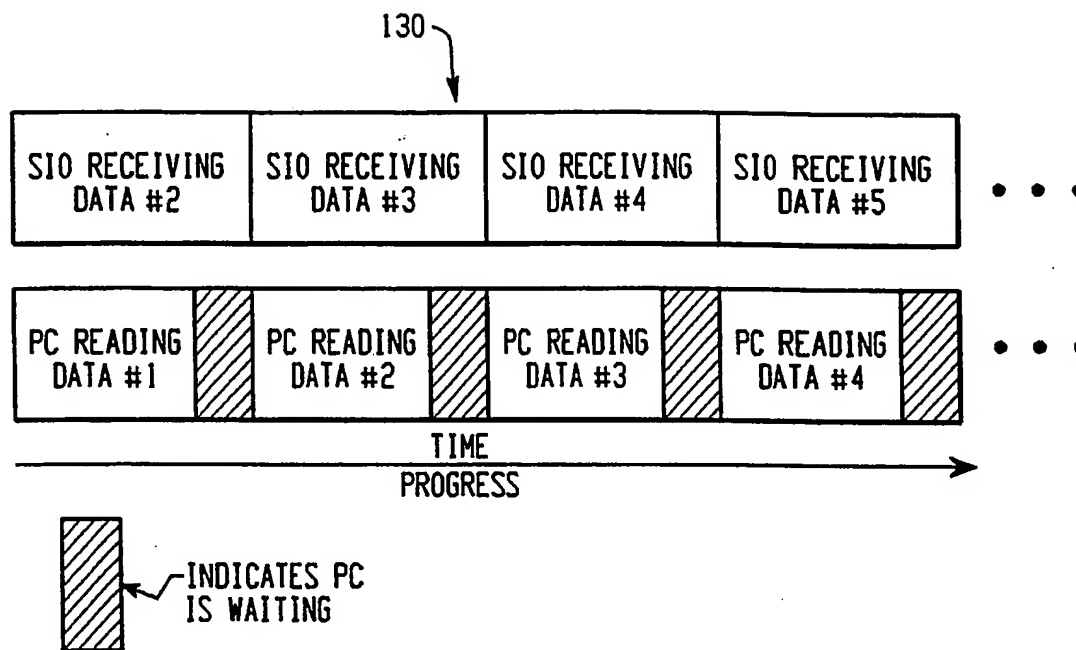 130
SIO RECEIVING
DATA #2
SIO RECEIVING
DATA #3
SIO RECEIVING
DATA #4
SIO RECEIVING
DATA #5
PC READING
DATA #1
PC READING
DATA #2
PC READING
DATA #3
PC READING
DATA #4
TIME
PROGRESS
INDICATES PC
IS WAITING